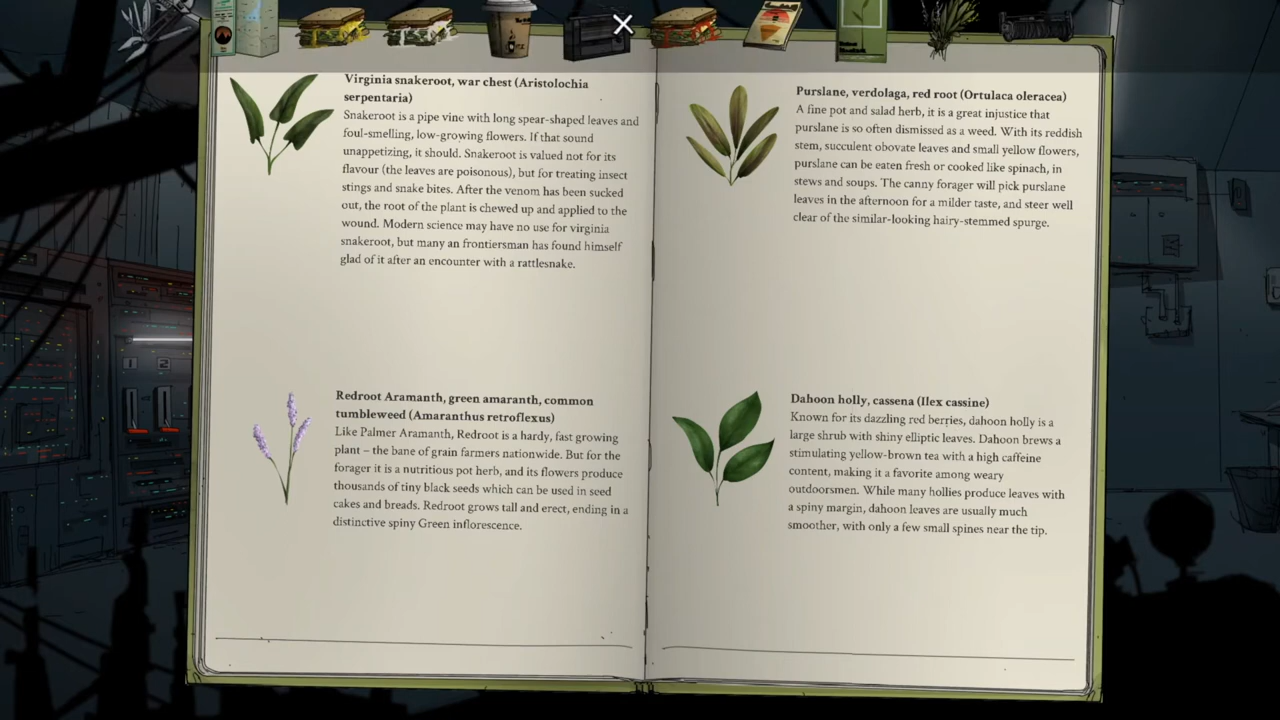 Virginia snakeroot, war chest (Aristolochia
serpentaria)
Snakeroot is a pipe vine with long spear-shaped leaves and
foul-smelling, low-growing flowers. If that sound
unappetizing, it should. Snakeroot is valued not for its
flavour (the leaves are poisonous), but for treating insect
stings and snake bites. After the venom has been sucked
out, the root of the plant is chewed up and applied to the
wound. Modern science may have no use for virginia
snakeroot, but many an frontiersman has found himself
glad of it after an encounter with a rattlesnake.
Redroot Aramanth, green amaranth, common
tumbleweed (Amaranthus retroflexus)
Like Palmer Aramanth, Redroot is a hardy, fast growing
plant – the bane of grain farmers nationwide. But for the
forager it is a nutritious pot herb, and its flowers produce
thousands of tiny black seeds which can be used in seed
cakes and breads. Redroot grows tall and erect, ending in a
distinctive spiny Green inflorescence.
Purslane, verdolaga, red root (Ortulaca oleracea)
A fine pot and salad herb, it is a great injustice that
purslane is so often dismissed as a weed. With its reddish
stem, succulent obovate leaves and small yellow flowers,
purslane can be eaten fresh or cooked like spinach, in
stews and soups. The canny forager will pick purslane
leaves in the afternoon for a milder taste, and steer well
clear of the similar-looking hairy-stemmed spurge.
Dahoon holly, cassena (Ilex cassine)
Known for its dazzling red berries, dahoon holly is a
large shrub with shiny elliptic leaves. Dahoon brews a
stimulating yellow-brown tea with a high caffeine
content, making it a favorite among weary
outdoorsmen. While many hollies produce leaves with
a spiny margin, dahoon leaves are usually much
smoother, with only a few small spines near the tip.
1 2